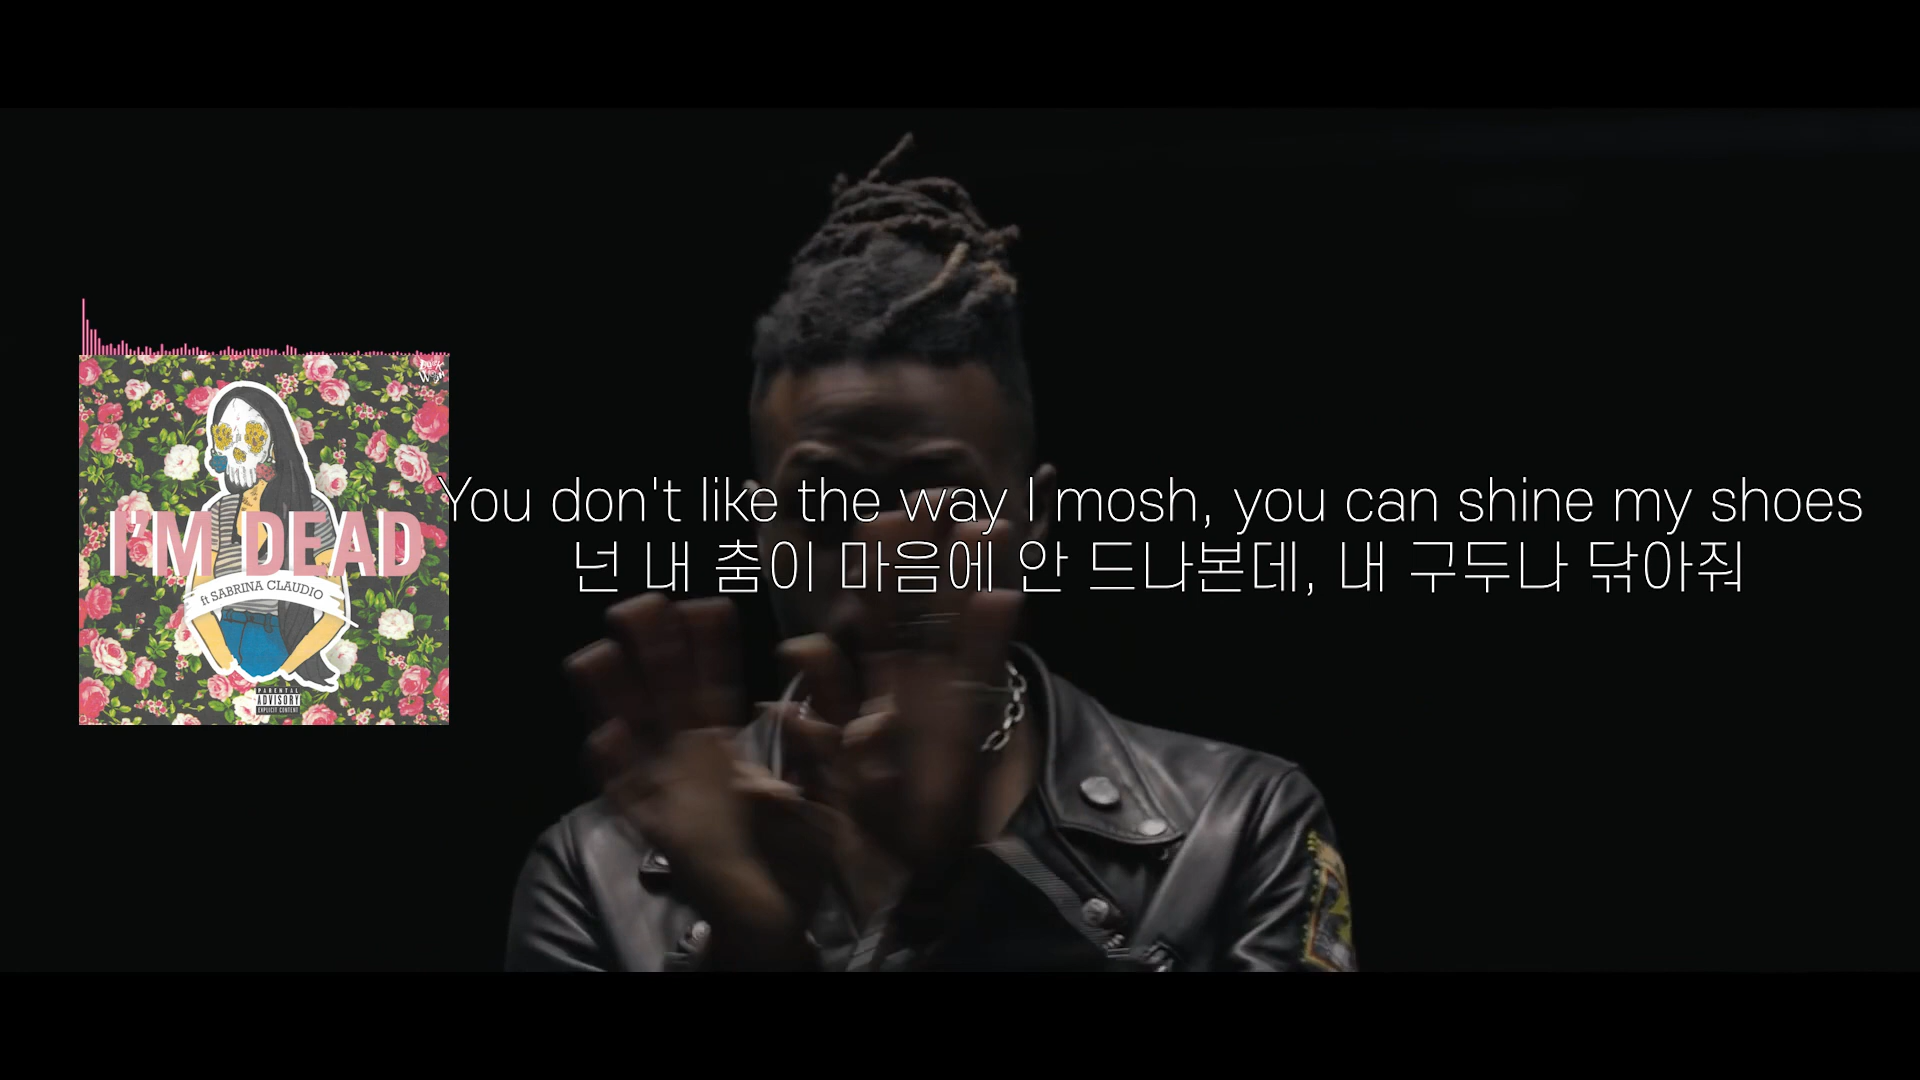 You don't like the way I mosh, you can shine my shoes
넌 내 춤이 마음에 안 드나본데, 내 구두나 닦아줘
I'M DEAD
ft SABRINA CLAUDIO
PARENTAL
ADVISORY
EXPLICIT CONTENT